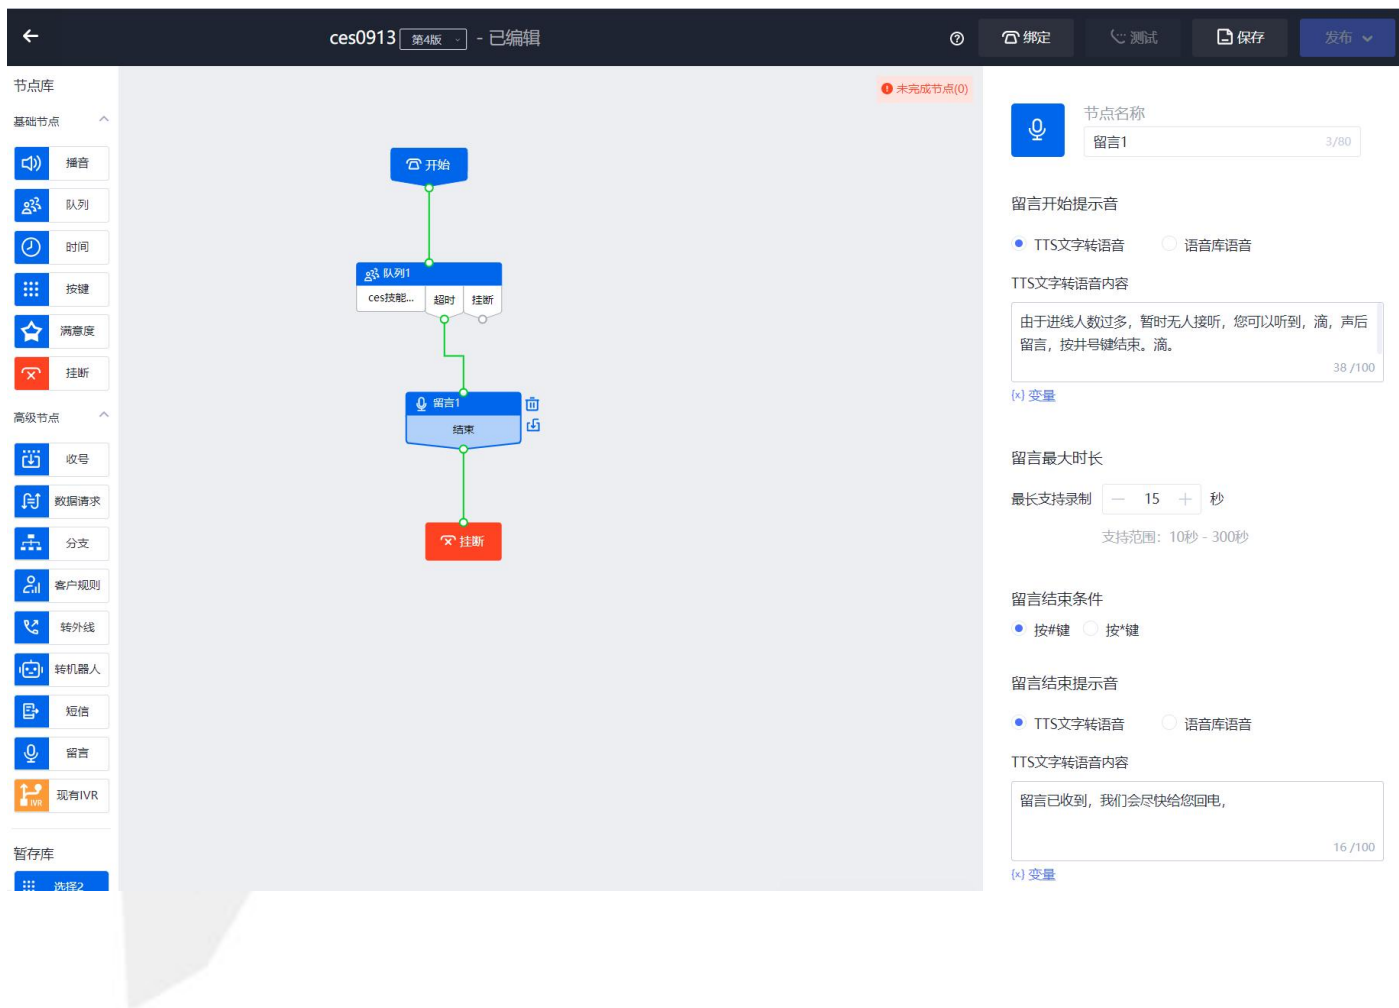 ces0913 第4版 - 已编辑
绑定
测试
保存
发布
节点库
基础节点
播音
队列
时间
按键
满意度
挂断
高级节点
收号
数据请求
分支
客户规则
转外线
转机器人
短信
留言
IVR 现有IVR
暂存库
选择2
未完成节点(0)
开始
队列1
ces技能... 超时 挂断
留言1
结束
挂断
节点名称
留言1 3/80
留言开始提示音
TTS文字转语音 语音库语音
TTS文字转语音内容
由于进线人数过多，暂时无人接听，您可以听到，滴，声后
留言，按井号键结束。滴。
38 /100
{x} 变量
留言最大时长
最长支持录制 — 15 + 秒
支持范围：10秒 - 300秒
留言结束条件
按#键 按*键
留言结束提示音
TTS文字转语音 语音库语音
TTS文字转语音内容
留言已收到，我们会尽快给您回电，
16 /100
{x} 变量